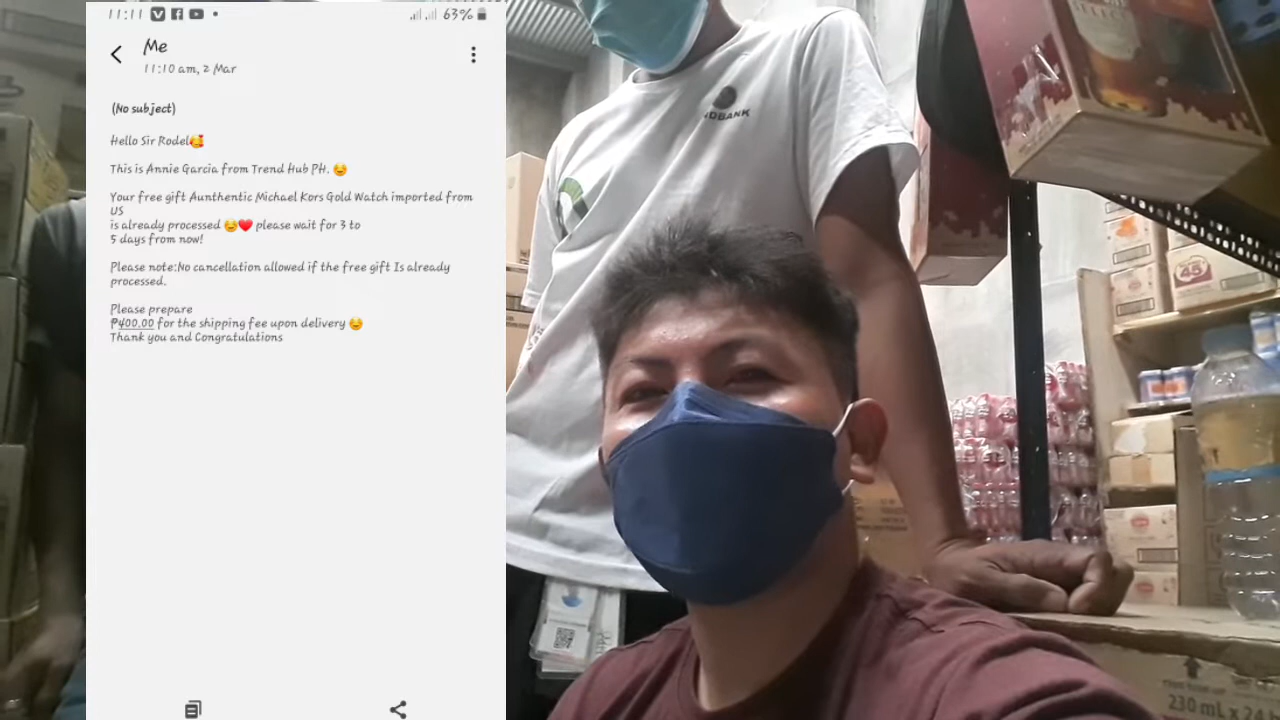 11:11
63%
Me
11:10 am, 2 Mar
(No subject)
Hello Sir Rodel🥰
This is Annie Garcia from Trend Hub PH. ☺️
Your free gift Aunthentic Michael Kors Gold Watch imported from
US
is already processed ☺️❤️ please wait for 3 to
5 days from now!
Please note:No cancellation allowed if the free gift Is already
processed.
Please prepare
₱400.00 for the shipping fee upon delivery ☺️
Thank you and Congratulations
DBANK
SELECT
45
230 mL x 24